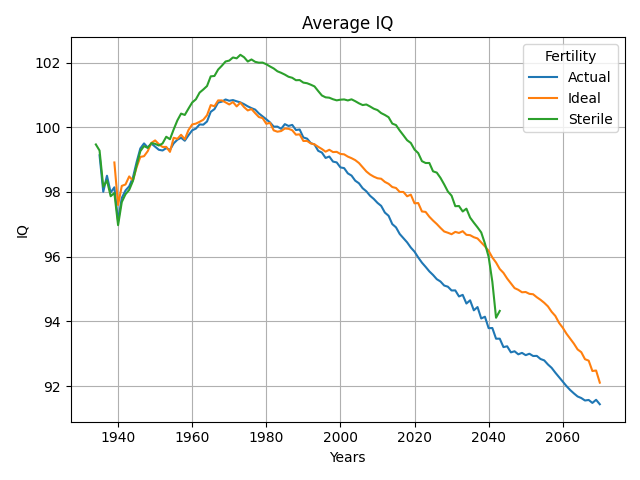 Average IQ
Fertility
Actual
Ideal
Sterile
IQ
102
100
98
96
94
92
1940 1960 1980 2000 2020 2040 2060
Years